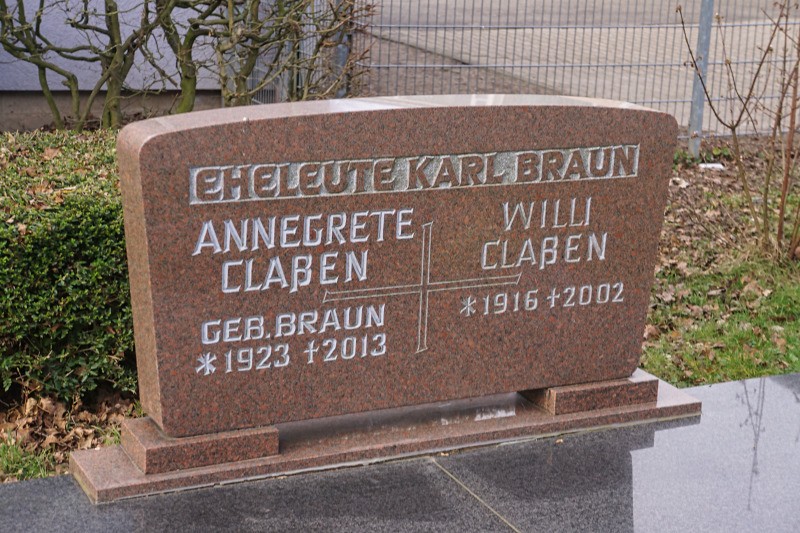 EHELEUTE KARL BRAUN
ANNEGRETE
CLAßEN
GEB. BRAUN
*1923 †2013
WILLI
CLAßEN
*1916 †2002